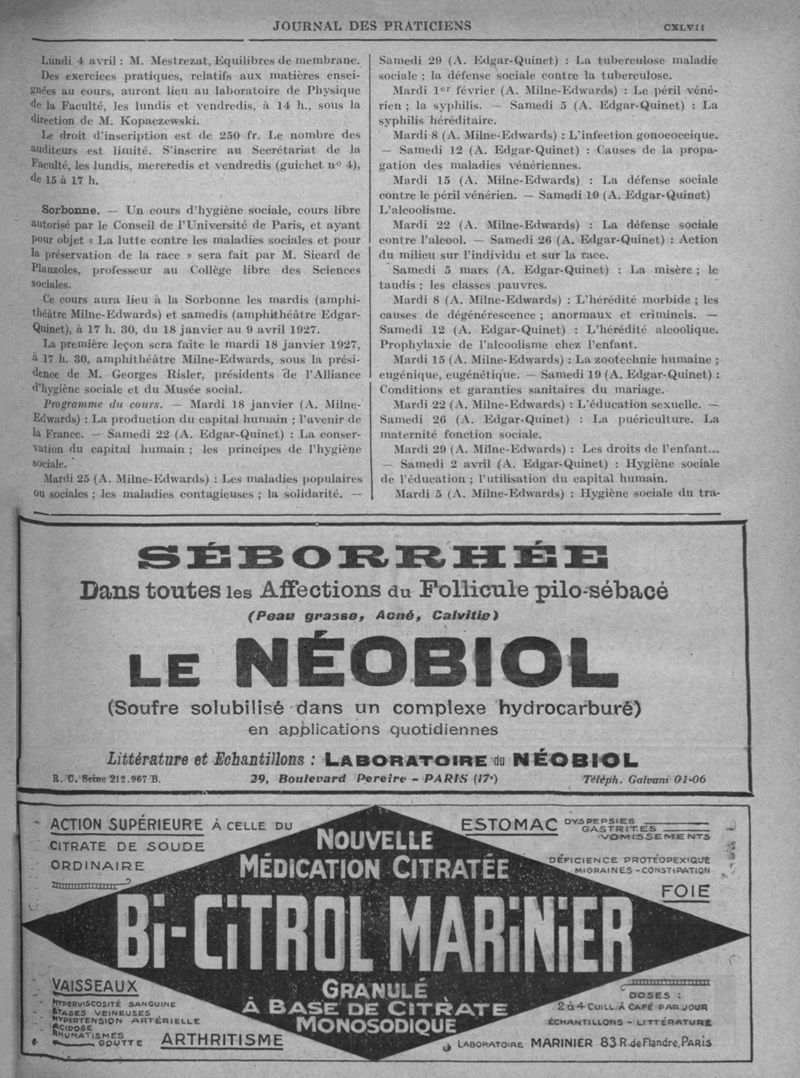 JOURNAL DES PRATICIENS
CXLVII
Lundi 4 avril : M. Mestrezat, Equilibres de membrane.
Des exercices pratiques, relatifs aux matières ensei-
gnées au cours, auront lieu au laboratoire de Physique
de la Faculté, les lundis et vendredis, à 14 h., sous la
direction de M. Kopaczewski.
Le droit d'inscription est de 250 fr. Le nombre des
auditeurs est limité. S'inscrire au Secrétariat de la
Faculté, les lundis, mercredis et vendredis (guichet nº 4),
de 15 à 17 h.
Sorbonne. — Un cours d'hygiène sociale, cours libre
autorisé par le Conseil de l'Université de Paris, et ayant
pour objet « La lutte contre les maladies sociales et pour
la préservation de la race » sera fait par M. Sicard de
Plauzoles, professeur au Collège libre des Sciences
sociales.
Ce cours aura lieu à la Sorbonne les mardis (amphi-
théâtre Milne-Edwards) et samedis (amphithéâtre Edgar-
Quinet), à 17 h. 30, du 18 janvier au 9 avril 1927.
La première leçon sera faite le mardi 18 janvier 1927,
à 17 h. 30, amphithéâtre Milne-Edwards, sous la prési-
dence de M. Georges Risler, présidents de l'Alliance
d'hygiène sociale et du Musée social.
Programme du cours. — Mardi 18 janvier (A. Milne-
Edwards) : La production du capital humain ; l'avenir de
la France. — Samedi 22 (A. Edgar-Quinet) : La conser-
vation du capital humain ; les principes de l'hygiène
sociale.
Mardi 25 (A. Milne-Edwards) : Les maladies populaires
ou sociales ; les maladies contagieuses ; la solidarité. —
Samedi 29 (A. Edgar-Quinet) : La tuberculose maladie
sociale ; la défense sociale contre la tuberculose.
Mardi 1er février (A. Milne-Edwards) : Le péril véné-
rien ; la syphilis. — Samedi 5 (A. Edgar-Quinet) : La
syphilis héréditaire.
Mardi 8 (A. Milne-Edwards) : L'infection gonococcique.
— Samedi 12 (A. Edgar-Quinet) : Causes de la propa-
gation des maladies vénériennes.
Mardi 15 (A. Milne-Edwards) : La défense sociale
contre le péril vénérien. — Samedi 19 (A. Edgar-Quinet)
L'alcoolisme.
Mardi 22 (A. Milne-Edwards) : La défense sociale
contre l'alcool. — Samedi 26 (A. Edgar-Quinet) : Action
du milieu sur l'individu et sur la race.
Samedi 5 mars (A. Edgar-Quinet) : La misère ; le
taudis ; les classes pauvres.
Mardi 8 (A. Milne-Edwards) : L'hérédité morbide ; les
causes de dégénérescence ; anormaux et criminels. —
Samedi 12 (A. Edgar-Quinet) : L'hérédité alcoolique.
Prophylaxie de l'alcoolisme chez l'enfant.
Mardi 15 (A. Milne-Edwards) : La zootechnie humaine ;
eugénique, eugénétique. — Samedi 19 (A. Edgar-Quinet) :
Conditions et garanties sanitaires du mariage.
Mardi 22 (A. Milne-Edwards) : L'éducation sexuelle. —
Samedi 26 (A. Edgar-Quinet) : La puériculture. La
maternité fonction sociale.
Mardi 29 (A. Milne-Edwards) : Les droits de l'enfant...
— Samedi 2 avril (A. Edgar-Quinet) : Hygiène sociale
de l'éducation ; l'utilisation du capital humain.
Mardi 5 (A. Milne-Edwards) : Hygiène sociale du tra-
SÉBORRHÉE
Dans toutes les Affections du Follicule pilo-sébacé
(Peau grasse, Acné, Calvitie)
LE NÉOBIOL
(Soufre solubilisé dans un complexe hydrocarburé)
en applications quotidiennes
Littérature et Echantillons : LABORATOIRE du NÉOBIOL
R. C. Seine 212.967 B.
29, Boulevard Pereire - PARIS (17e)
Téléph. Galvani 01-06
ACTION SUPÉRIEURE À CELLE DU
CITRATE DE SOUDE
ORDINAIRE
NOUVELLE
MÉDICATION CITRATÉE
ESTOMAC
DYSPEPSIES
GASTRITES
VOMISSEMENTS
DÉFICIENCE PROTÉOPEXIQUE
MIGRAINES - CONSTIPATION
FOIE
BI-CITROL MARINIER
VAISSEAUX
HYPERVISCOSITÉ SANGUINE
STASES VEINEUSES
HYPERTENSION ARTÉRIELLE
ACIDOSE
RHUMATISMES
GOUTTE
ARTHRITISME
GRANULÉ
À BASE DE CITRATE
MONOSODIQUE
DOSES :
2 à 4 CUILL. À CAFÉ PAR JOUR
ÉCHANTILLONS - LITTÉRATURE
LABORATOIRE MARINIER 83 R. de Flandre, PARIS